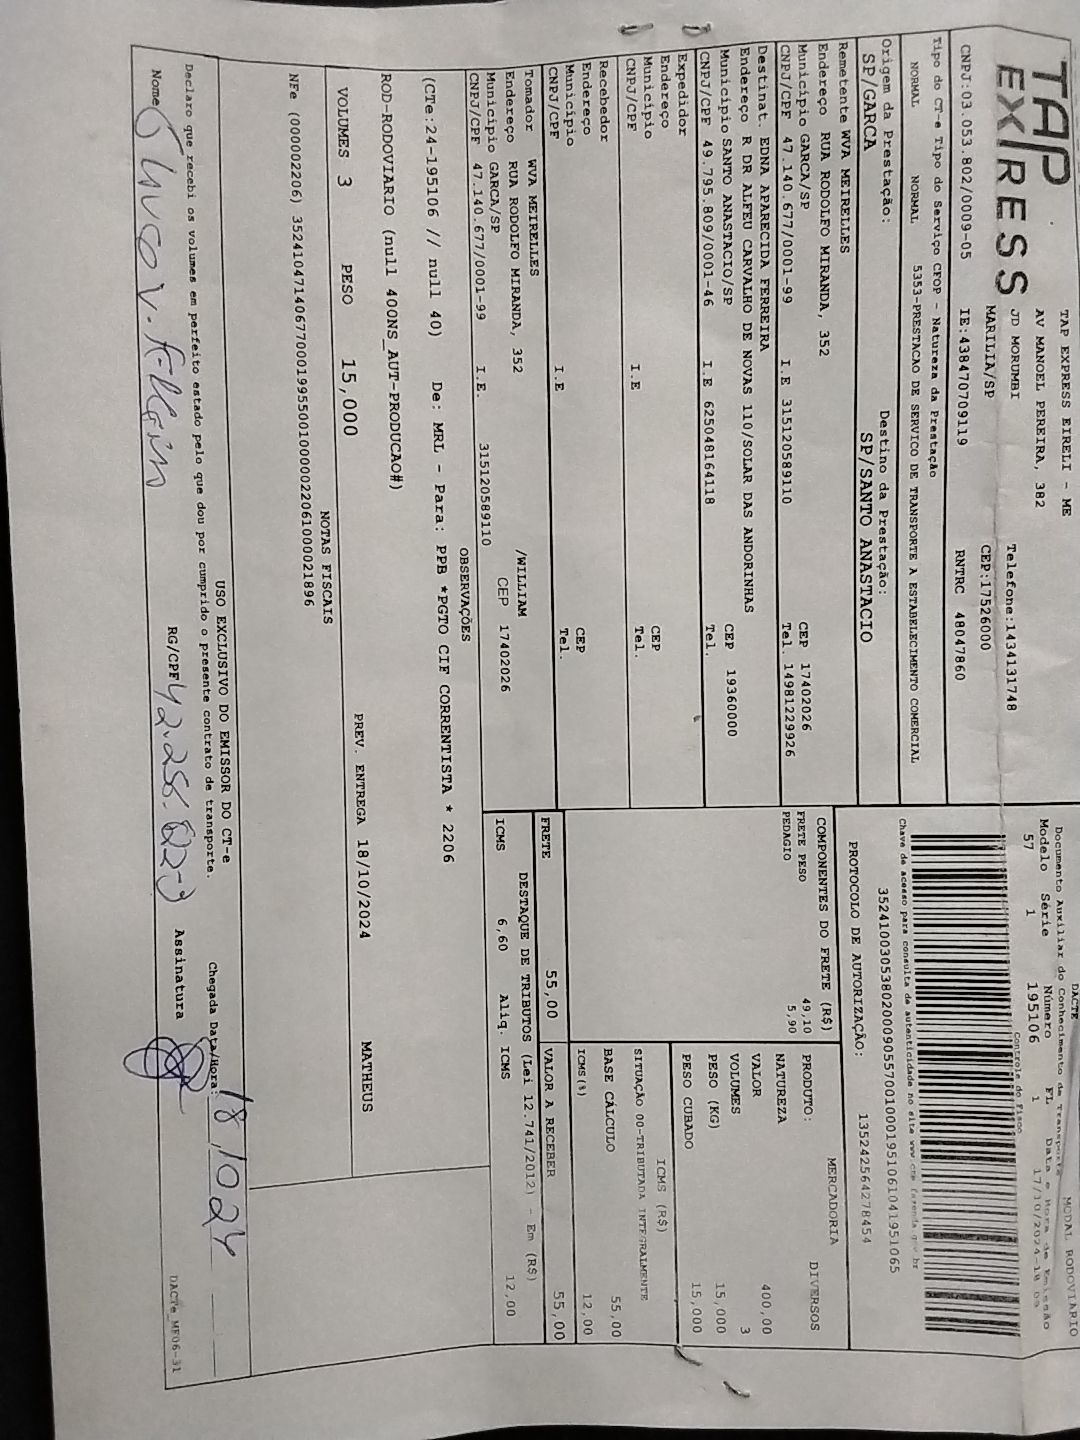 TAP EXPRESS
TAP EXPRESS EIRELI - ME
AV MANOEL PEREIRA, 382
JD MORUMBI Telefone:1434131748
MARILIA/SP CEP:17526000
CNPJ:03.053.802/0009-05 IE:438470709119 RNTRC 48047860
DACTE MODAL RODOVIARIO
Documento Auxiliar do Conhecimento de Transporte
Modelo Série Número FL Data e Hora de Emissão
57 1 195106 1 17/10/2024-18
Controle do Fisco
Chave de acesso para consulta de autenticidade no site www cte fazenda gov br
PROTOCOLO DE AUTORIZAÇÃO: 135242564278454
Tipo do CT-e Tipo do Serviço CFOP - Natureza da Prestação
NORMAL NORMAL 5353-PRESTACAO DE SERVICO DE TRANSPORTE A ESTABELECIMENTO COMERCIAL
Origem da Prestação: Destino da Prestação:
SP/GARCA SP/SANTO ANASTACIO
Remetente WVA MEIRELLES
Endereço RUA RODOLFO MIRANDA, 352
Município GARCA/SP CEP 17402026
CNPJ/CPF 47.140.677/0001-99 I.E 315120589110 Tel. 14981229926
Destinat. EDNA APARECIDA FERREIRA
Endereço R DR ALFEU CARVALHO DE NOVAS 110/SOLAR DAS ANDORINHAS
Município SANTO ANASTACIO/SP CEP 19360000
CNPJ/CPF 49.795.809/0001-46 I.E 625048164118 Tel.
Expedidor
Endereço
Município CEP
CNPJ/CPF I.E Tel.
Recebedor
Endereço
Município CEP
CNPJ/CPF I.E Tel.
Tomador WVA MEIRELLES
Endereço RUA RODOLFO MIRANDA, 352 /WILLIAM
Município GARCA/SP CEP 17402026
CNPJ/CPF 47.140.677/0001-99 I.E. 315120589110
COMPONENTES DO FRETE (R$)
FRETE PESO 49,10
PEDAGIO 5,90
PRODUTO: MERCADORIA
NATUREZA DIVERSOS
VALOR 400,00
VOLUMES 3
PESO (KG) 15,000
PESO CUBADO 15,000
ICMS (R$)
SITUAÇÃO 00-TRIBUTADA INTEGRALMENTE
BASE CÁLCULO 55,00
ICMS(%) 12,00
FRETE 55,00 VALOR A RECEBER 55,00
DESTAQUE DE TRIBUTOS (Lei 12.741/2012) - Em (R$)
ICMS 6,60 Aliq. ICMS 12,00
OBSERVAÇÕES
(CTe:24-195106 // null 40) De: MRL - Para: PPB *PGTO CIF CORRENTISTA * 2206
ROD-RODOVIARIO (null 40ONS_AUT-PRODUCAO#)
VOLUMES 3 PESO 15,000 PREV. ENTREGA 18/10/2024 MATHEUS
NOTAS FISCAIS
USO EXCLUSIVO DO EMISSOR DO CT-e
Declaro que recebi os volumes em perfeito estado pelo que dou por cumprido o presente contrato de transporte.
Chegada Data/Hora: 18,10,24
Nome RG/CPF Assinatura
DACTe_MF06-31